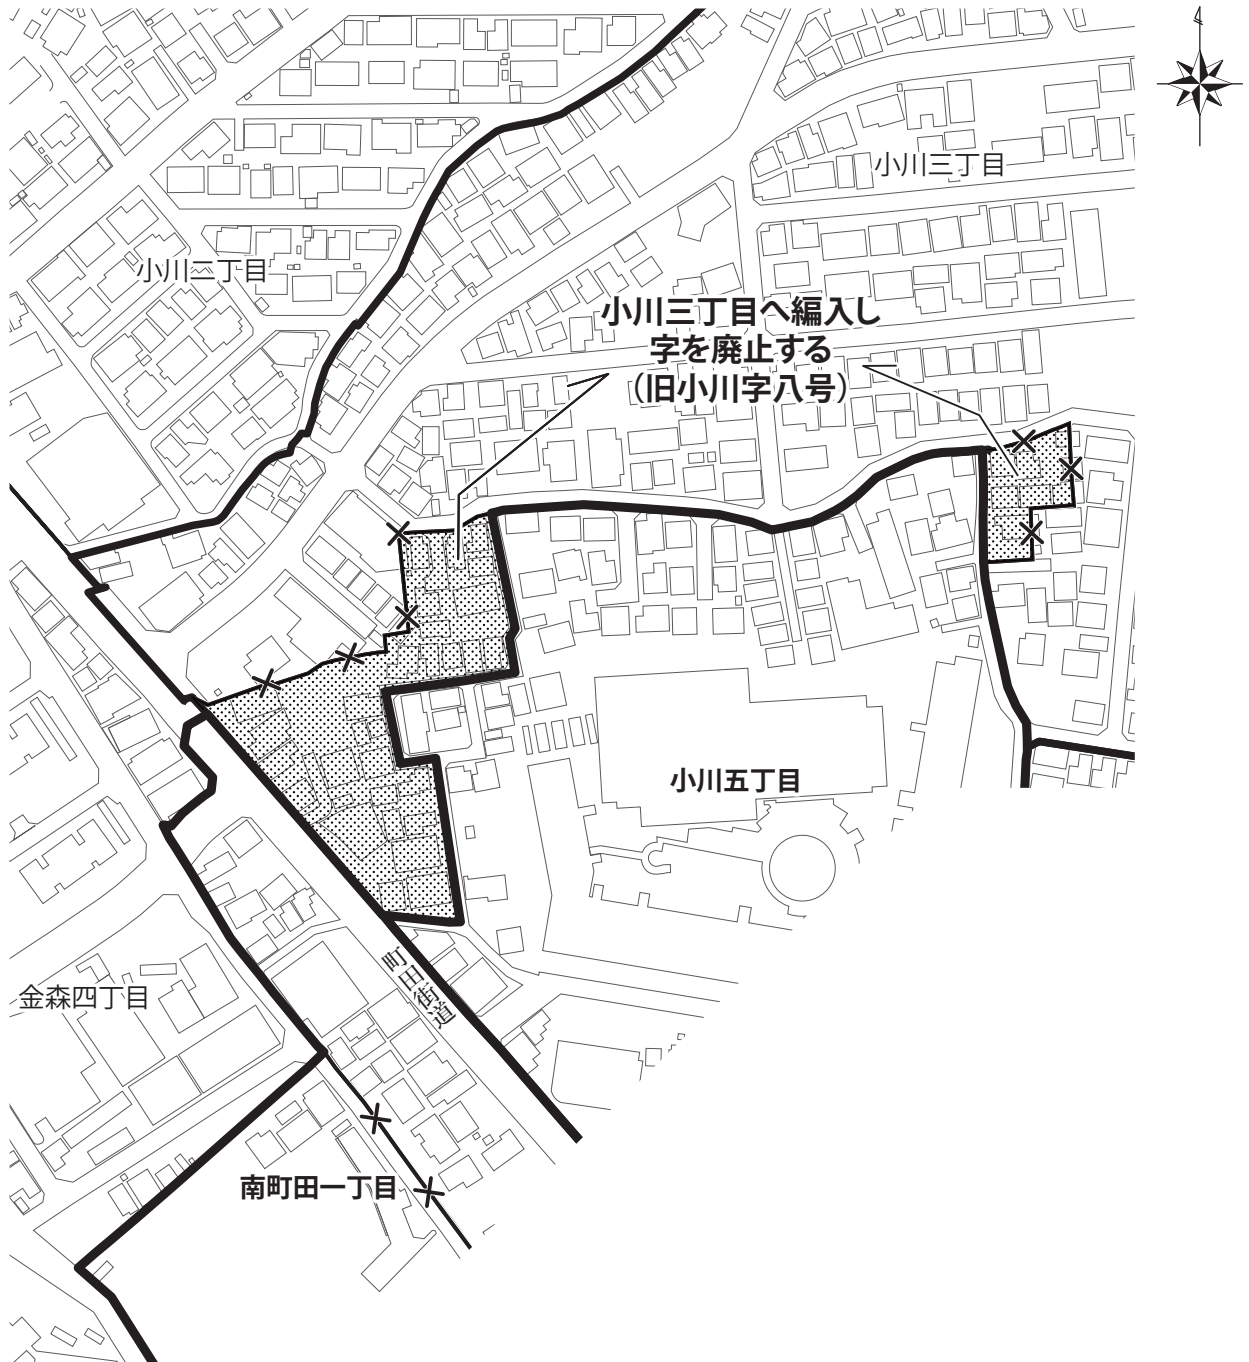 小川三丁目
小川二丁目
小川三丁目へ編入し
字を廃止する
（旧小川字八号）
小川五丁目
町田街道
金森四丁目
南町田一丁目